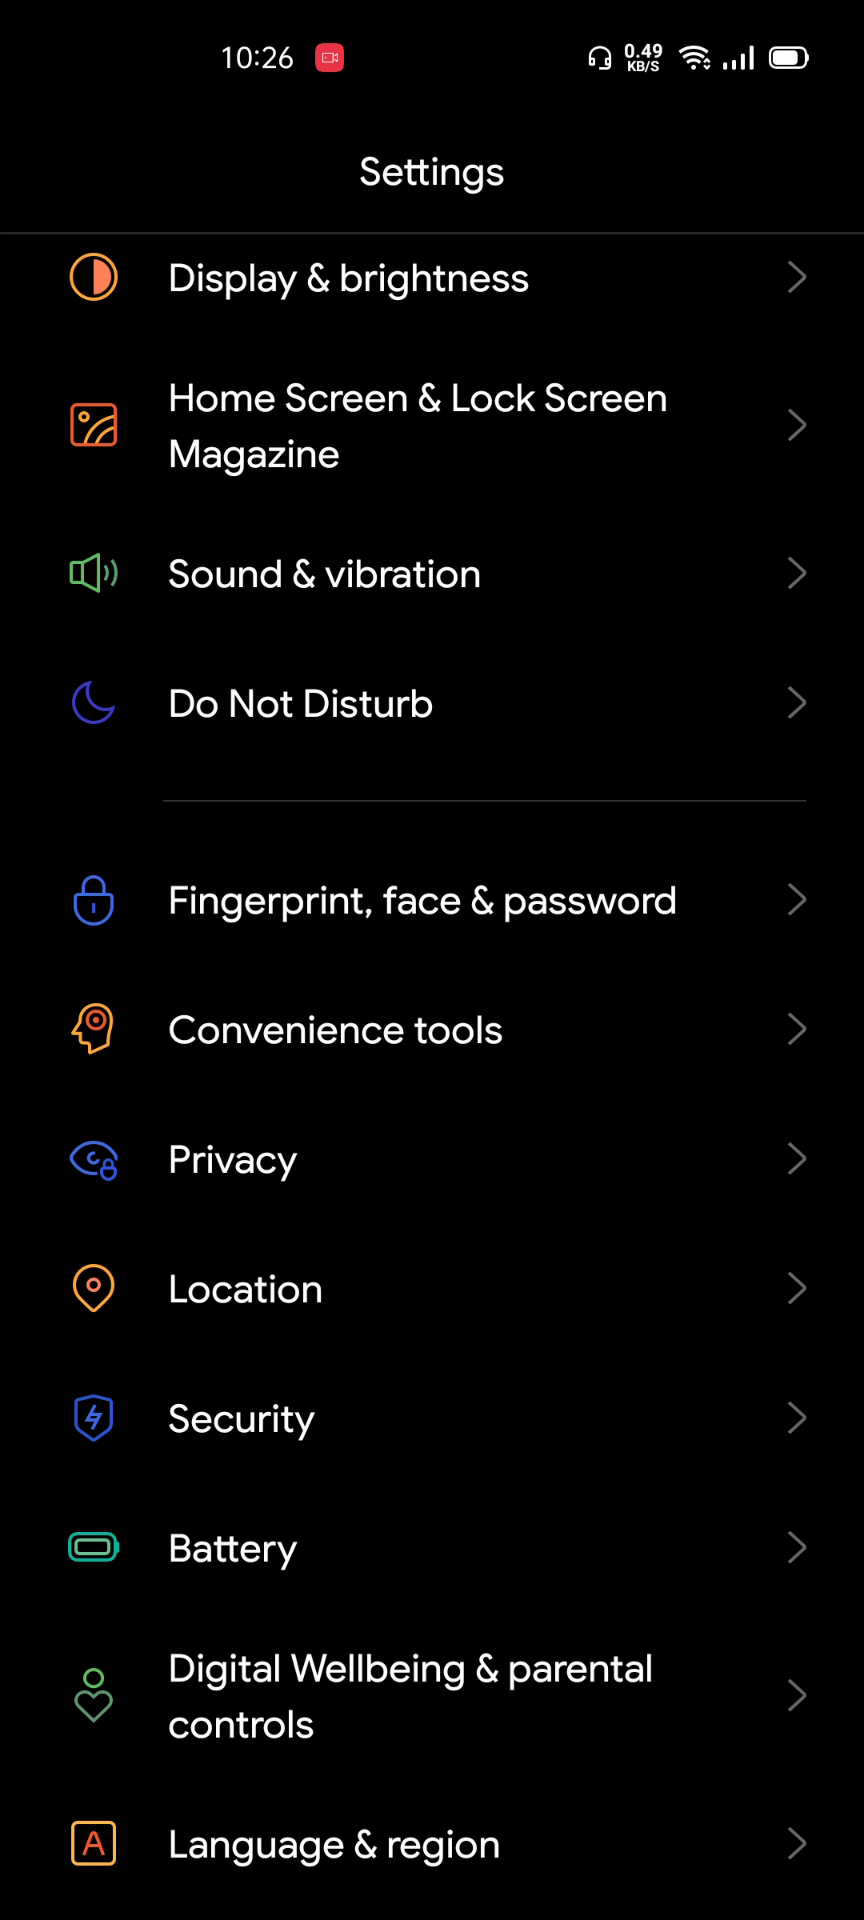 10:26
0.49
KB/S
Settings
Display & brightness
Home Screen & Lock Screen
Magazine
Sound & vibration
Do Not Disturb
Fingerprint, face & password
Convenience tools
Privacy
Location
Security
Battery
Digital Wellbeing & parental
controls
A
Language & region